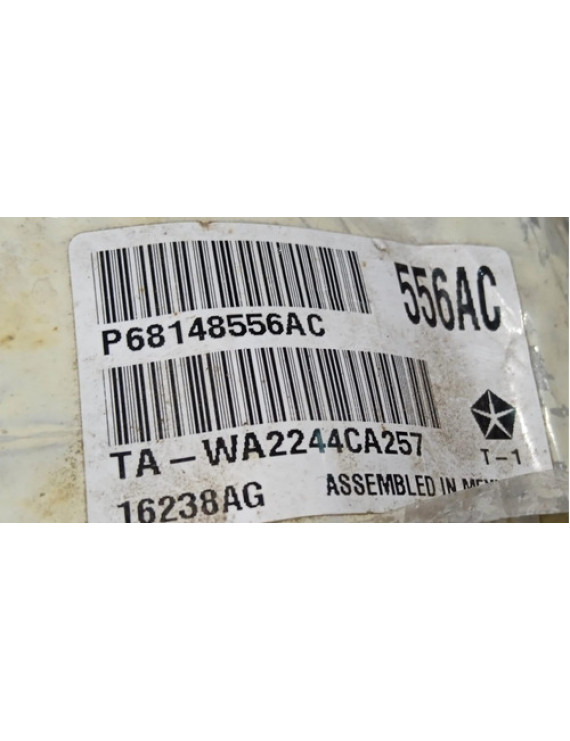 556AC
P68148556AC
TA-WA2244CA257
T-1
16238AG
ASSEMBLED IN